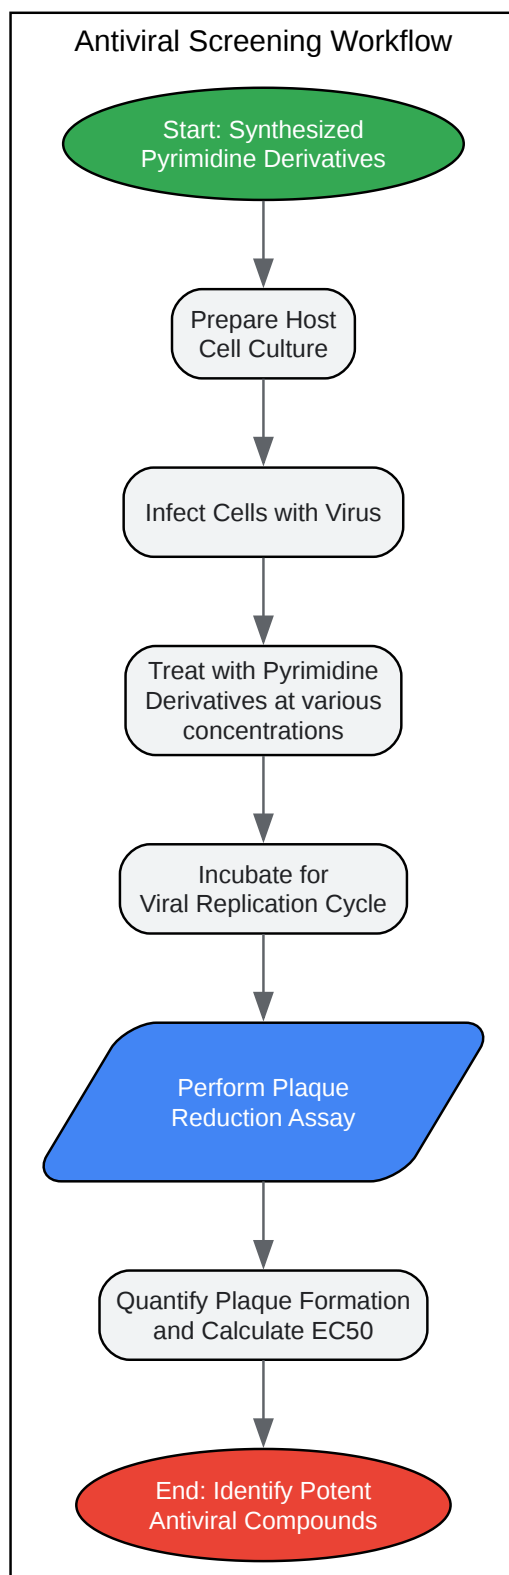 Antiviral Screening Workflow
Start: Synthesized
Pyrimidine Derivatives
Prepare Host
Cell Culture
Infect Cells with Virus
Treat with Pyrimidine
Derivatives at various
concentrations
Incubate for
Viral Replication Cycle
Perform Plaque
Reduction Assay
Quantify Plaque Formation
and Calculate EC50
End: Identify Potent
Antiviral Compounds